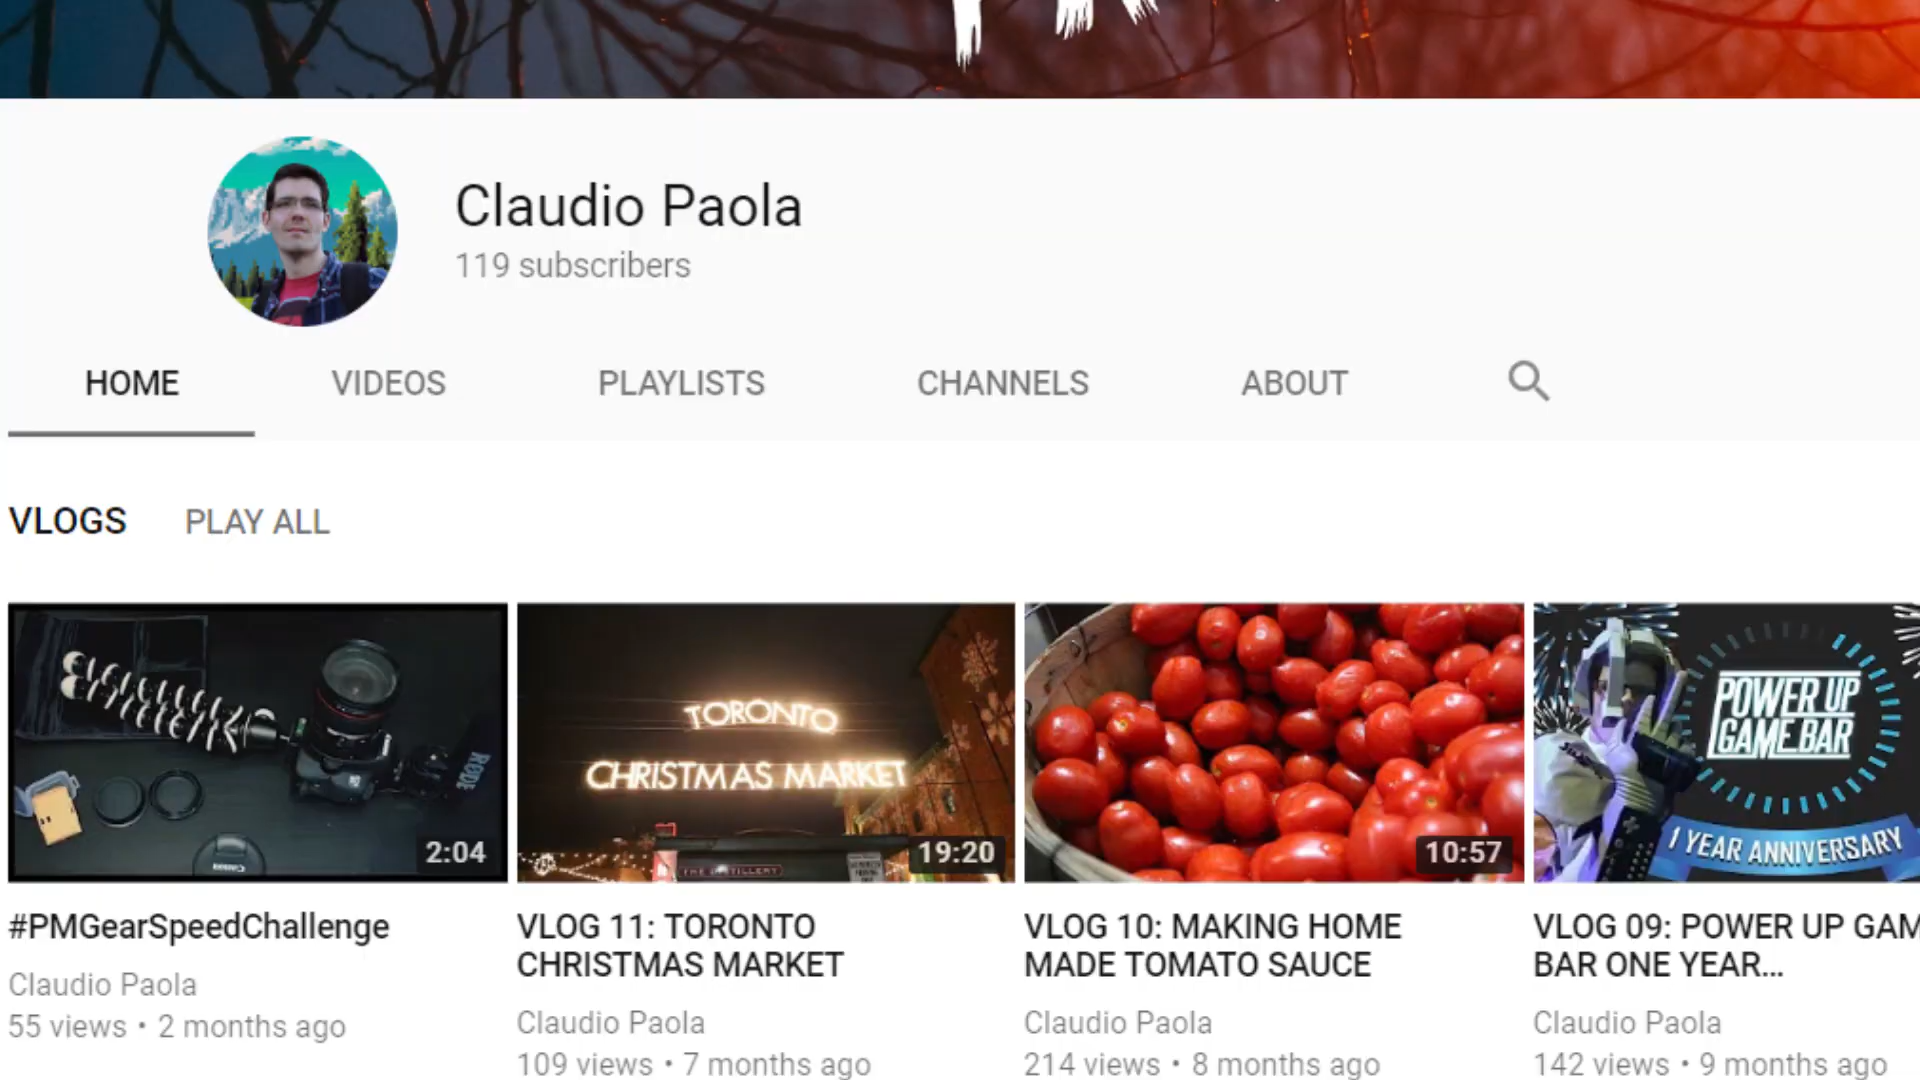 Claudio Paola
119 subscribers
HOME VIDEOS PLAYLISTS CHANNELS ABOUT
VLOGS PLAY ALL
RØDE
Canon
2:04
TORONTO
CHRISTMAS MARKET
THE DISTILLERY
19:20
10:57
POWER UP
GAME BAR
1 YEAR ANNIVERSARY
#PMGearSpeedChallenge
Claudio Paola
55 views • 2 months ago
VLOG 11: TORONTO
CHRISTMAS MARKET
Claudio Paola
109 views • 7 months ago
VLOG 10: MAKING HOME
MADE TOMATO SAUCE
Claudio Paola
214 views • 8 months ago
VLOG 09: POWER UP GAM
BAR ONE YEAR...
Claudio Paola
142 views • 9 months ago